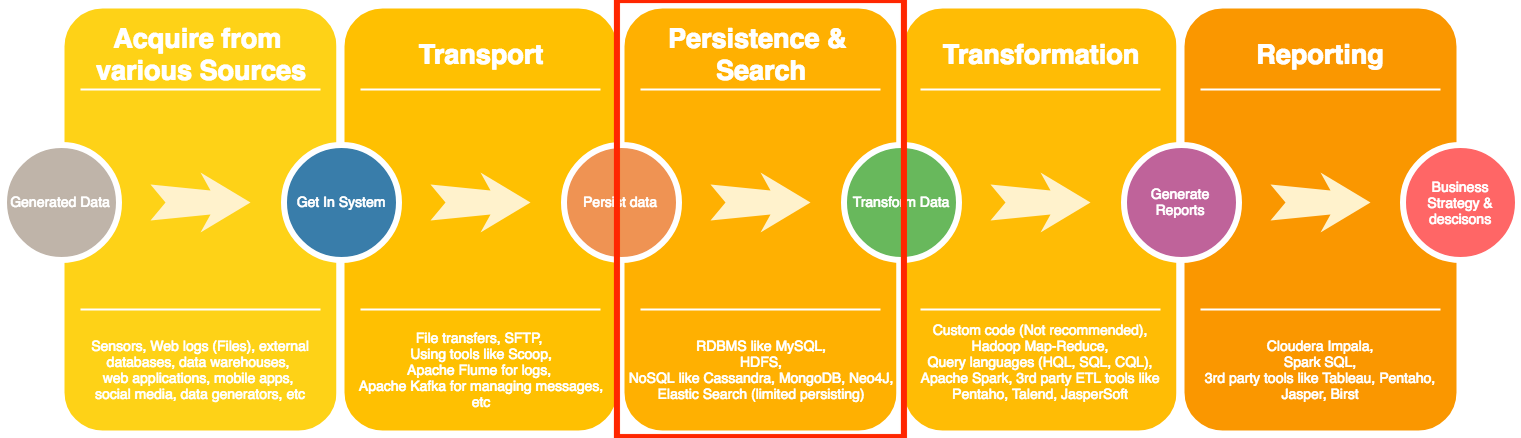 Acquire from
various Sources
Transport
Persistence &
Search
Transformation
Reporting
Generated Data
Get In System
Persist data
Transform Data
Generate
Reports
Business
Strategy &
descisons
Sensors, Web logs (Files), external
databases, data warehouses,
web applications, mobile apps,
social media, data generators, etc
File transfers, SFTP,
Using tools like Scoop,
Apache Flume for logs,
Apache Kafka for managing messages,
etc
RDBMS like MySQL,
HDFS,
NoSQL like Cassandra, MongoDB, Neo4J,
Elastic Search (limited persisting)
Custom code (Not recommended),
Hadoop Map-Reduce,
Query languages (HQL, SQL, CQL),
Apache Spark, 3rd party ETL tools like
Pentaho, Talend, JasperSoft
Cloudera Impala,
Spark SQL,
3rd party tools like Tableau, Pentaho,
Jasper, Birst